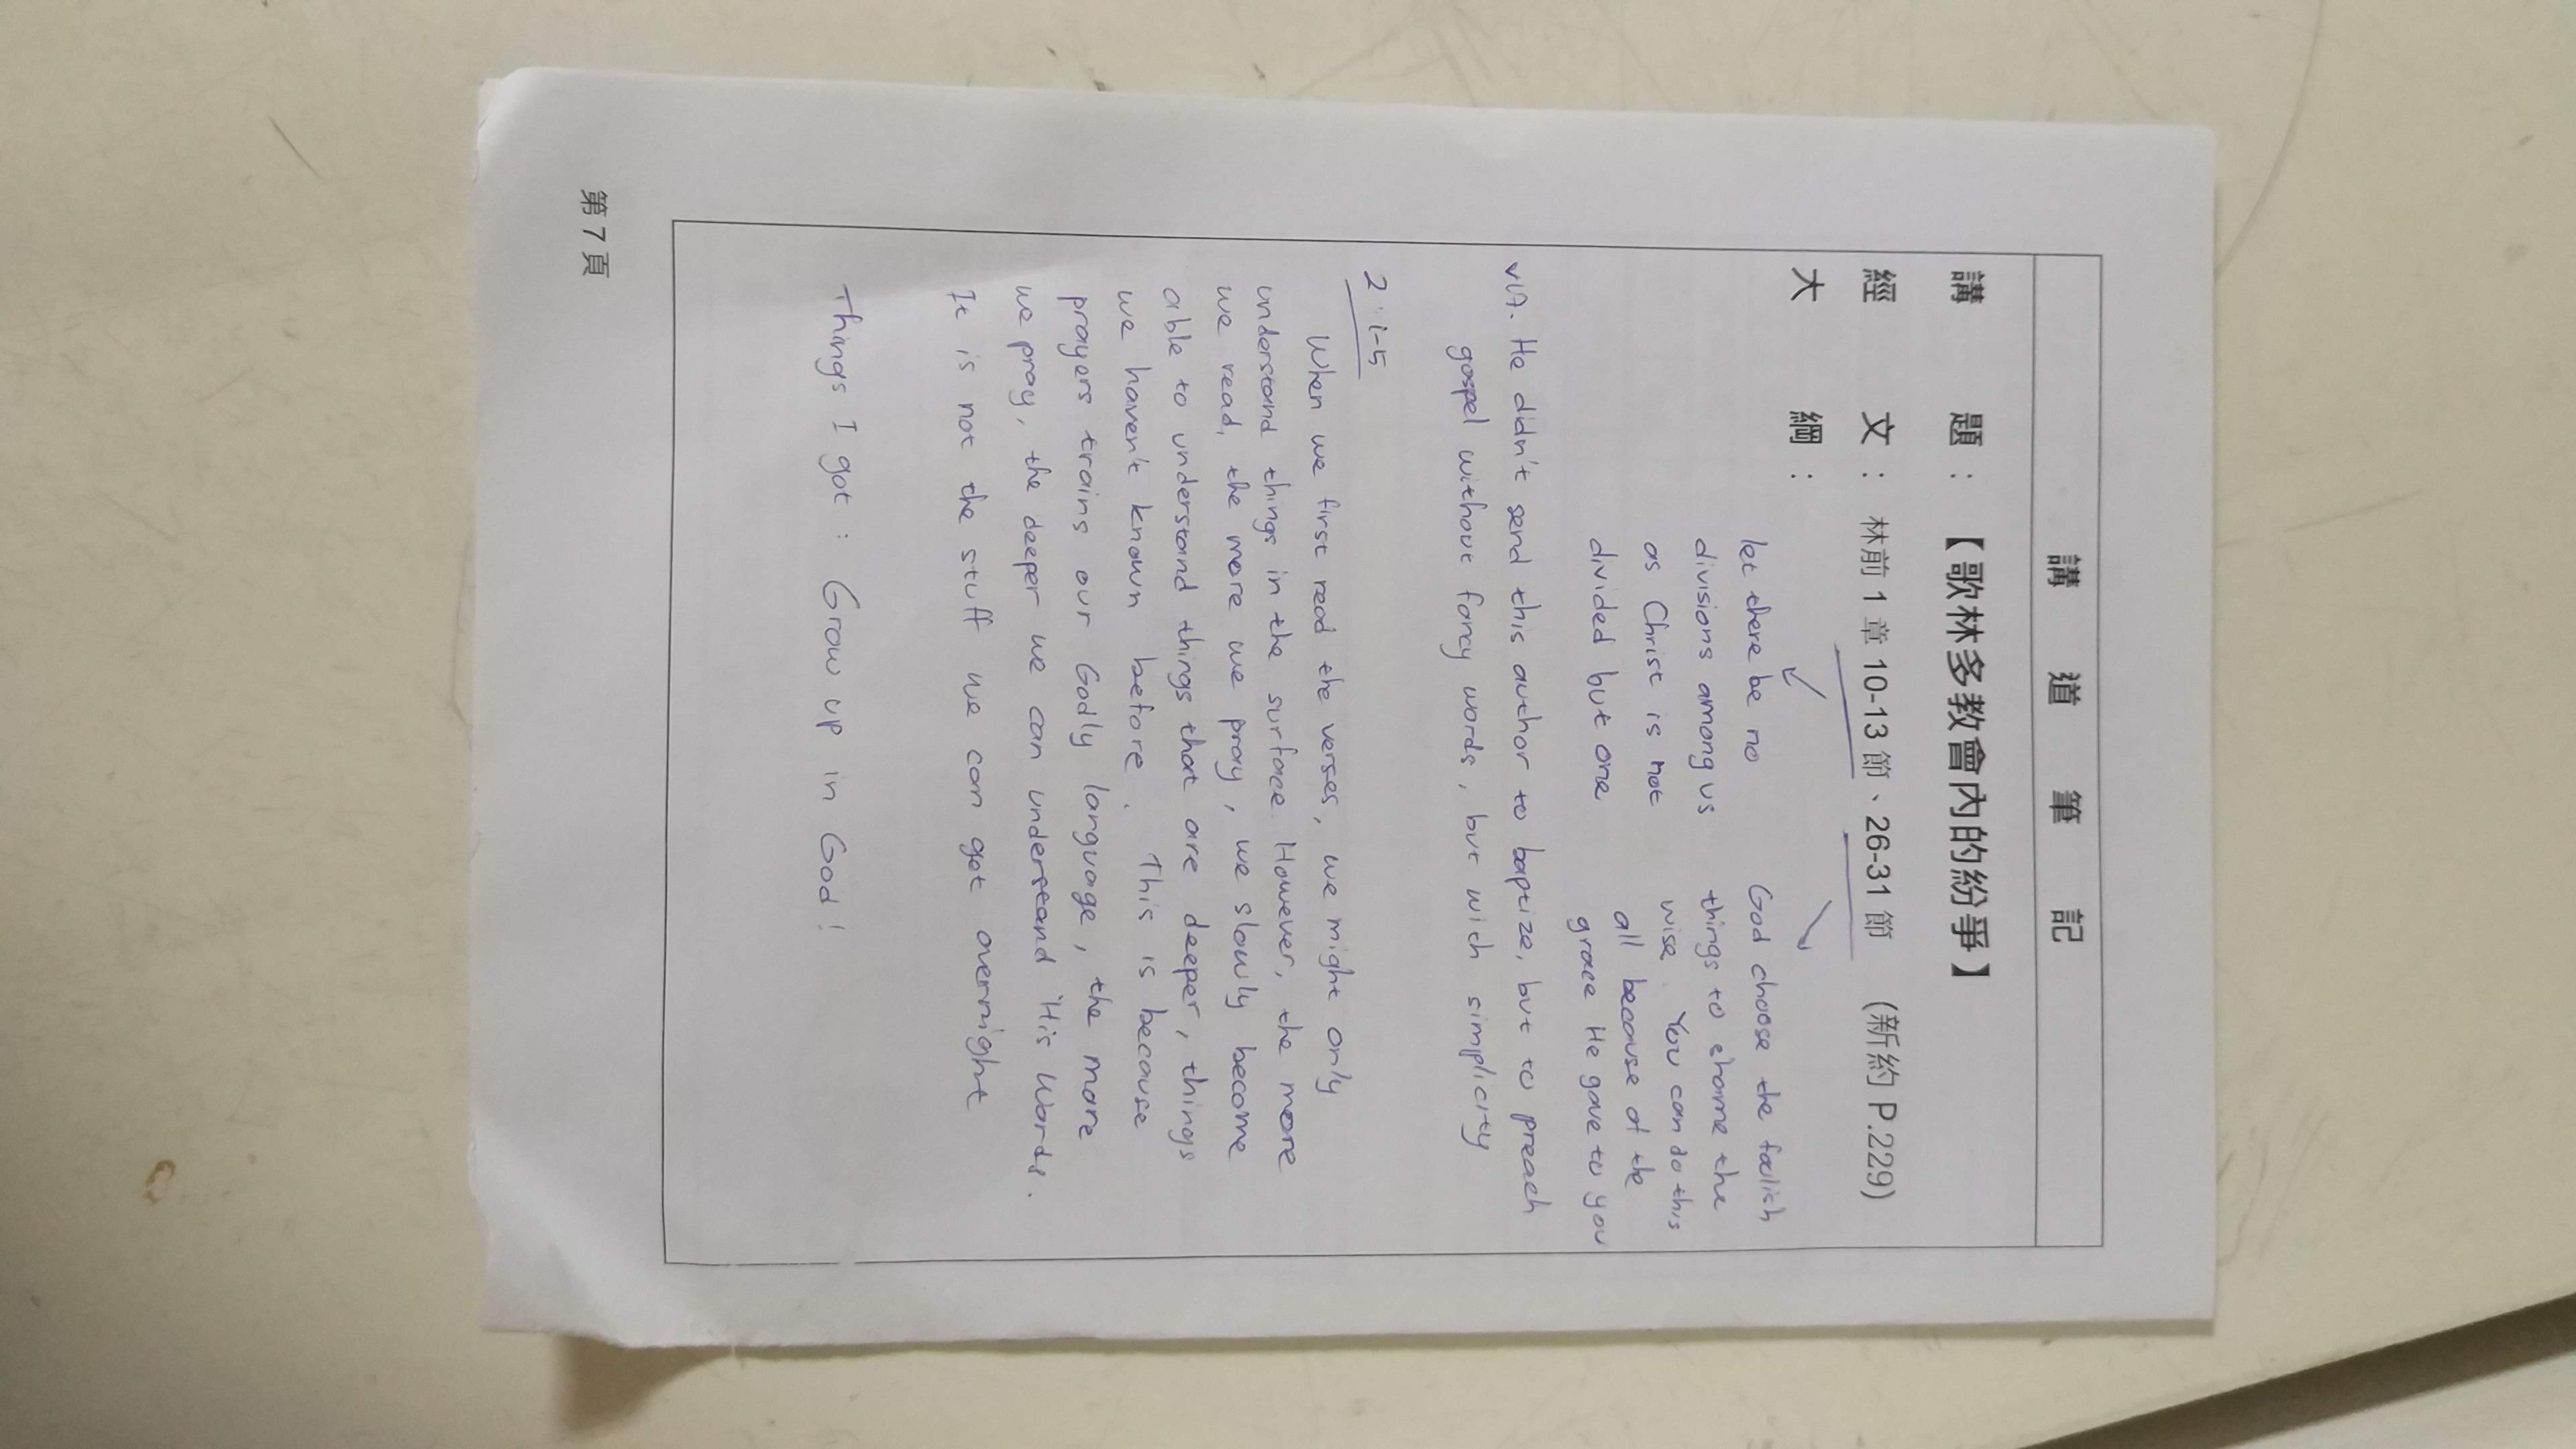 講道筆記
講題：【歌林多教會內的紛爭】
經文：林前 1 章 10-13 節、26-31 節 (新約 P.229)
大綱：
let there be no
divisions among us
as Christ is not
divided but one
God choose the foolish
things to shame the
wise. You can do this
all because of the
grace He gave to you
v17. He didn't send this author to baptize, but to preach
gospel without fancy words, but with simplicity
2:1-5
When we first read the verses, we might only
understand things in the surface. However, the more
we read, the more we pray, we slowly become
able to understand things that are deeper, things
we haven't known before. This is because
prayers trains our Godly language, the more
we pray, the deeper we can understand His Words.
It is not the stuff we can get overnight
Things I got: Grow up in God!
第 7 頁